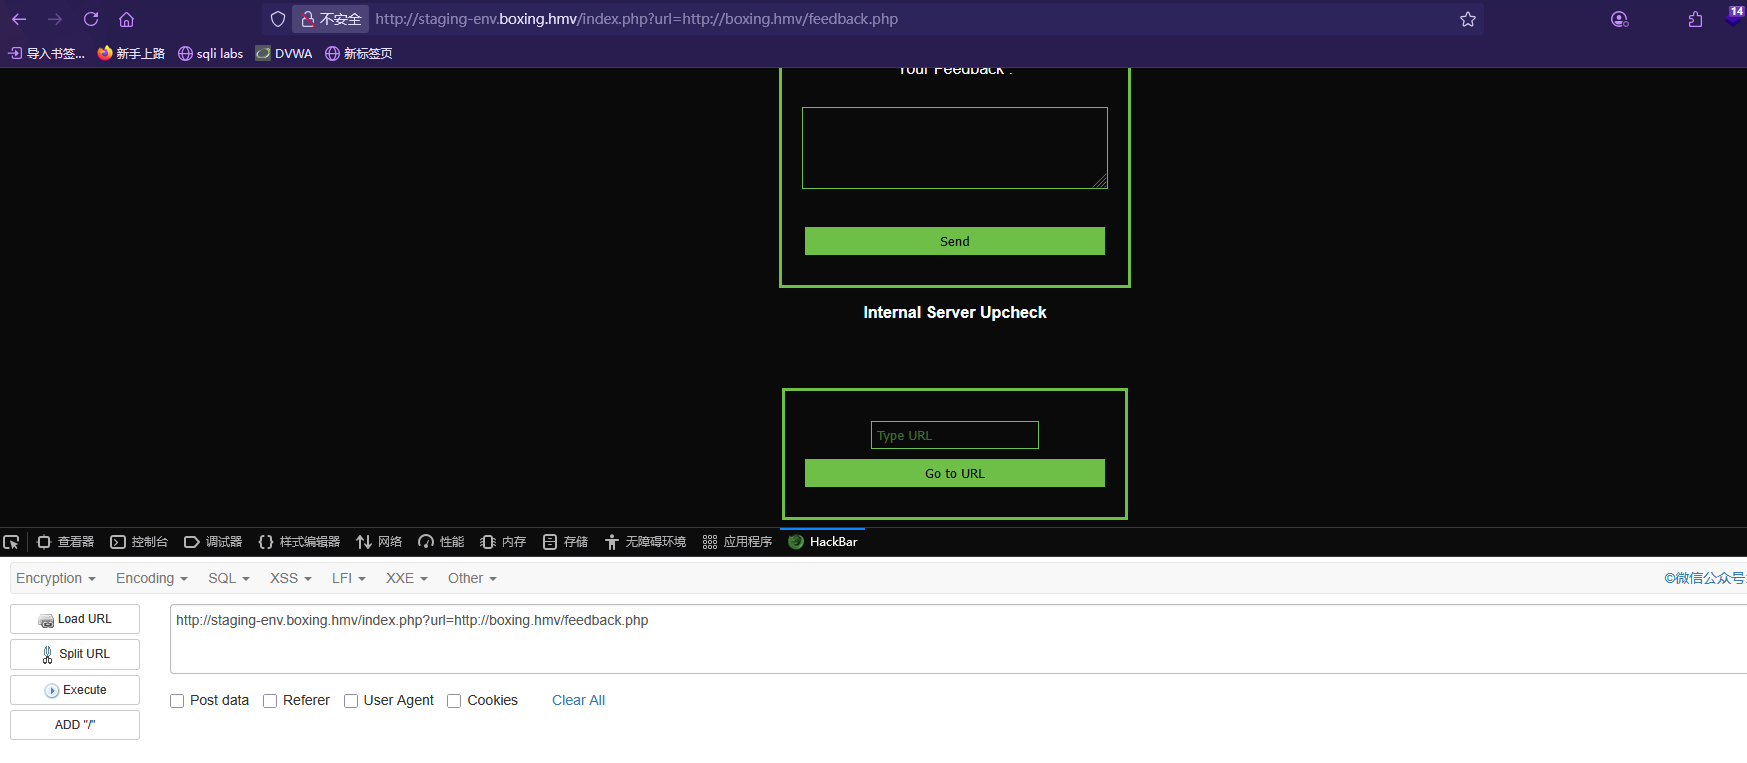 14
不安全 http://staging-env.boxing.hmv/index.php?url=http://boxing.hmv/feedback.php
导入书签... 新手上路 sqli labs DVWA 新标签页
Your Feedback :
Send
Internal Server Upcheck
Type URL
Go to URL
查看器 控制台 调试器 样式编辑器 网络 性能 内存 存储 无障碍环境 应用程序 HackBar
Encryption Encoding SQL XSS LFI XXE Other ©微信公众号
Load URL http://staging-env.boxing.hmv/index.php?url=http://boxing.hmv/feedback.php
Split URL
Execute Post data Referer User Agent Cookies Clear All
ADD "/"